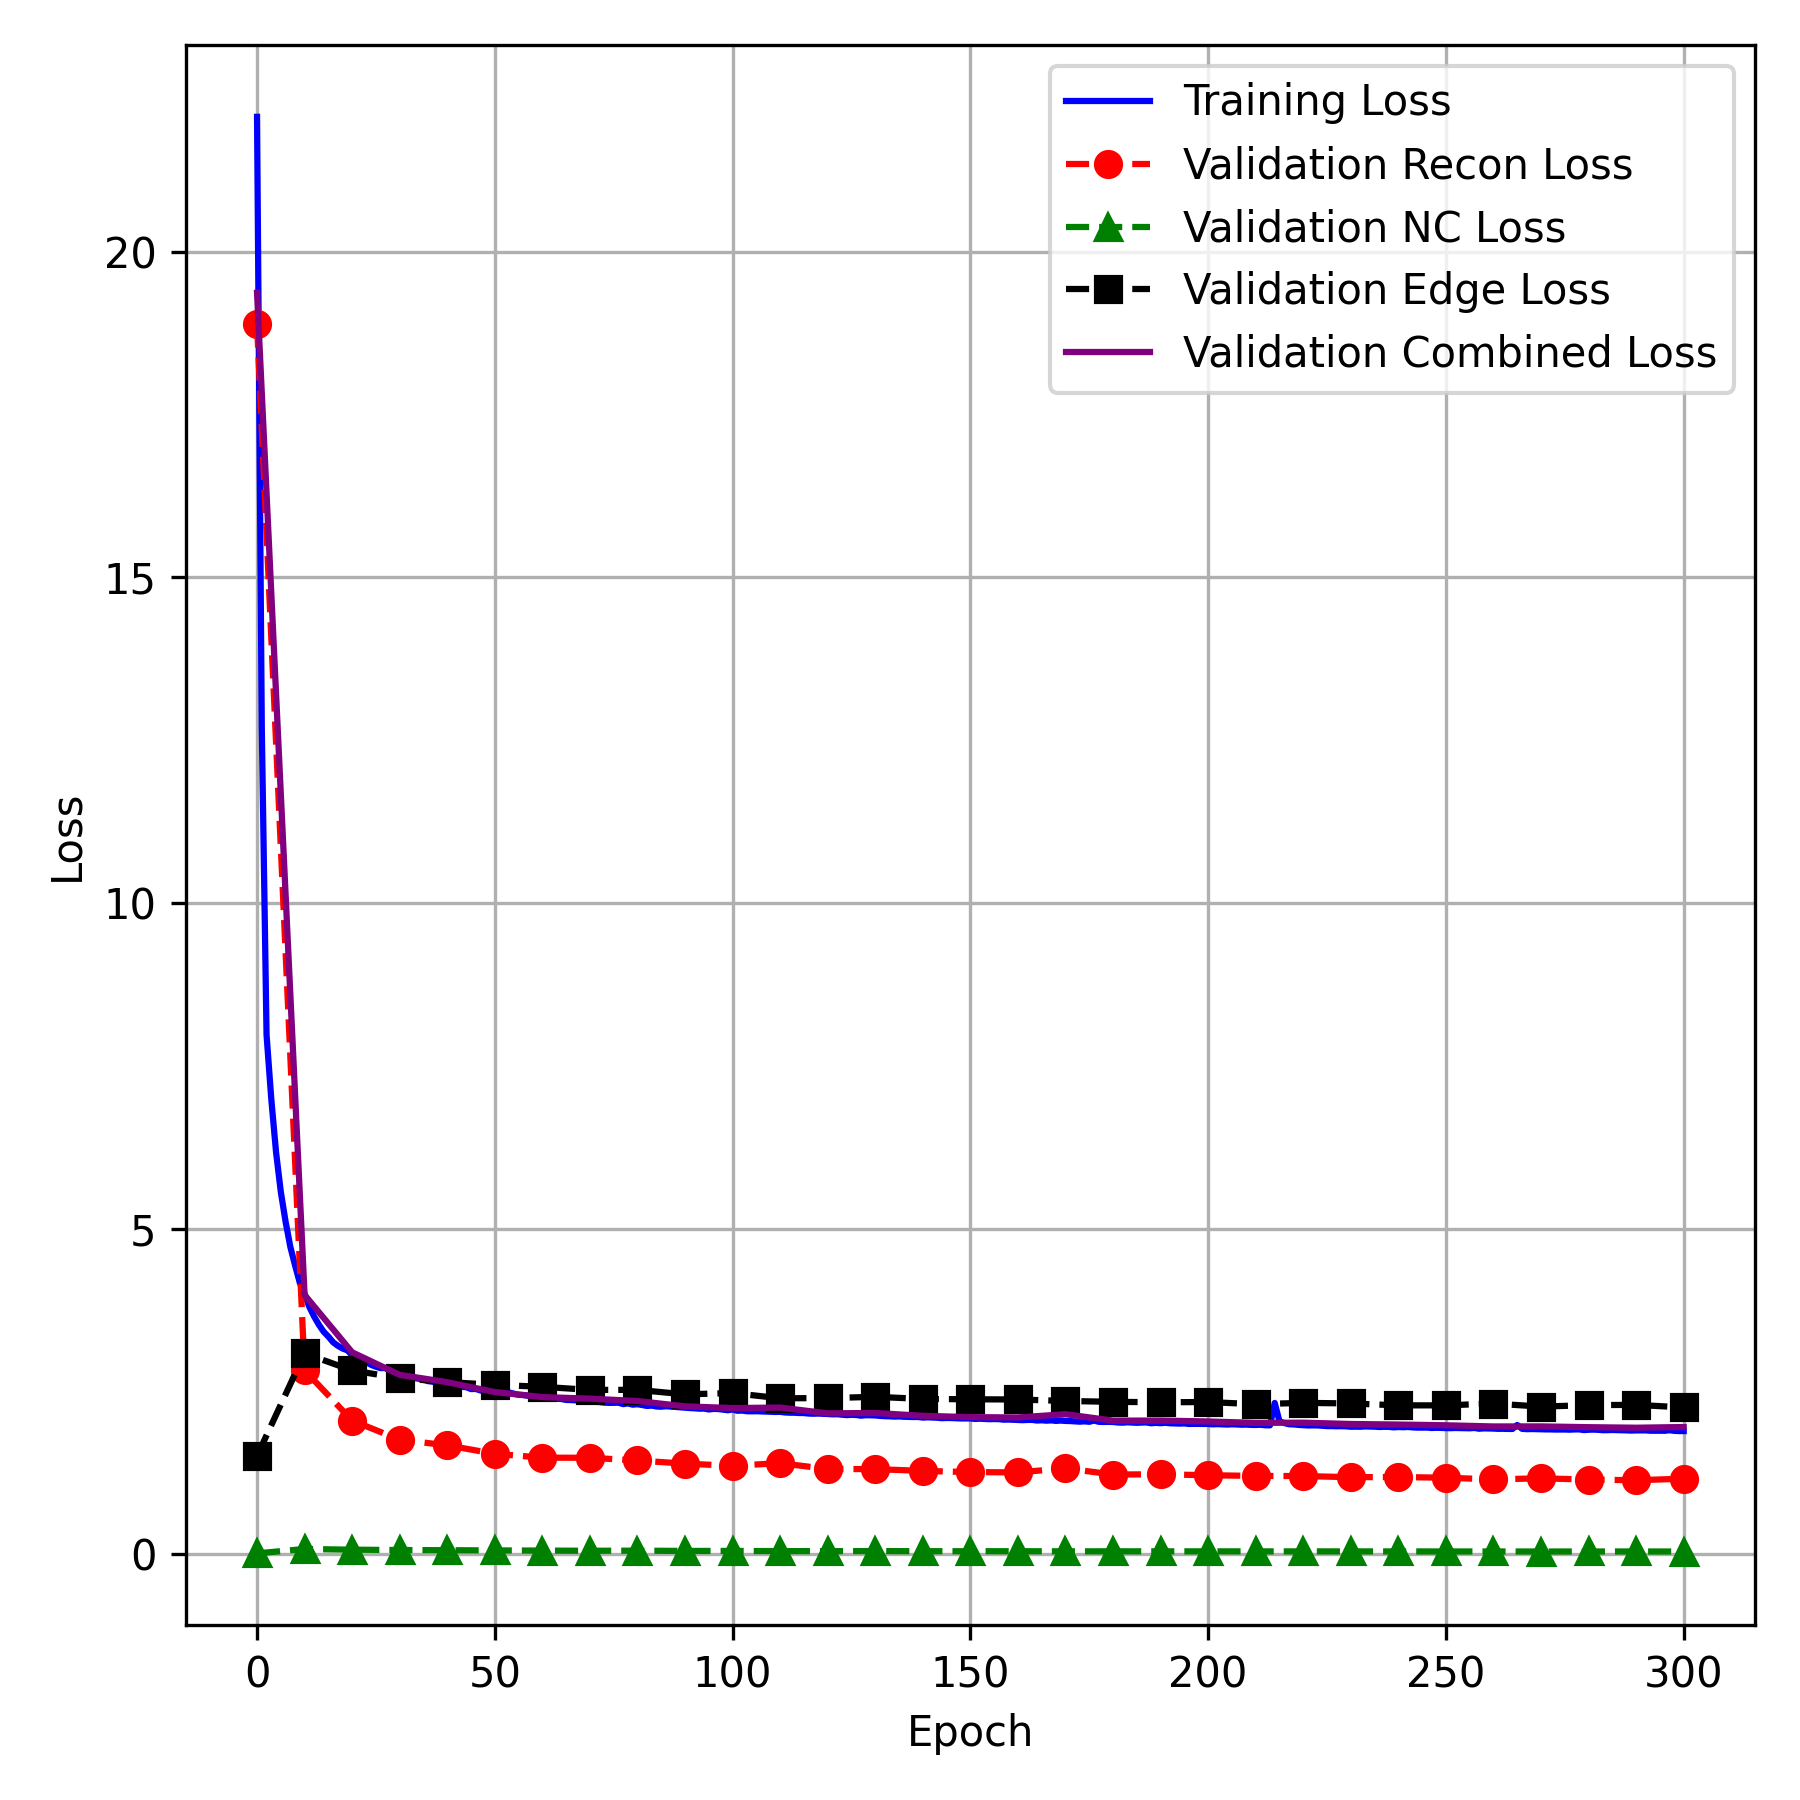 Training Loss
Validation Recon Loss
Validation NC Loss
Validation Edge Loss
Validation Combined Loss
20
15
10
5
0
Loss
0 50 100 150 200 250 300
Epoch